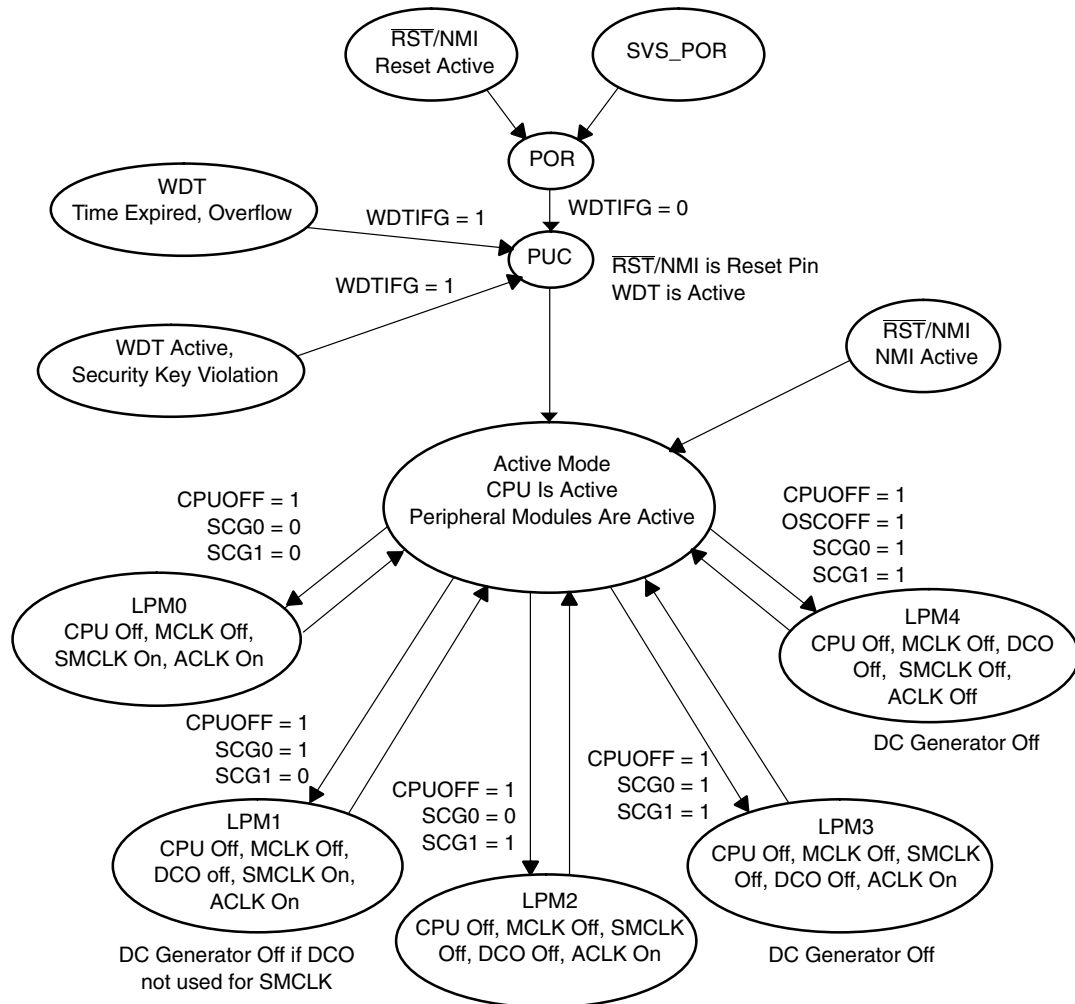 RST/NMI
Reset Active
SVS_POR
POR
WDTIFG = 0
WDT
Time Expired, Overflow
WDTIFG = 1
PUC
RST/NMI is Reset Pin
WDT is Active
WDTIFG = 1
WDT Active,
Security Key Violation
RST/NMI
NMI Active
Active Mode
CPU Is Active
Peripheral Modules Are Active
CPUOFF = 1
SCG0 = 0
SCG1 = 0
CPUOFF = 1
OSCOFF = 1
SCG0 = 1
SCG1 = 1
LPM0
CPU Off, MCLK Off,
SMCLK On, ACLK On
LPM4
CPU Off, MCLK Off, DCO
Off, SMCLK Off,
ACLK Off
DC Generator Off
CPUOFF = 1
SCG0 = 1
SCG1 = 0
CPUOFF = 1
SCG0 = 0
SCG1 = 1
CPUOFF = 1
SCG0 = 1
SCG1 = 1
LPM1
CPU Off, MCLK Off,
DCO off, SMCLK On,
ACLK On
DC Generator Off if DCO
not used for SMCLK
LPM2
CPU Off, MCLK Off, SMCLK
Off, DCO Off, ACLK On
LPM3
CPU Off, MCLK Off, SMCLK
Off, DCO Off, ACLK On
DC Generator Off